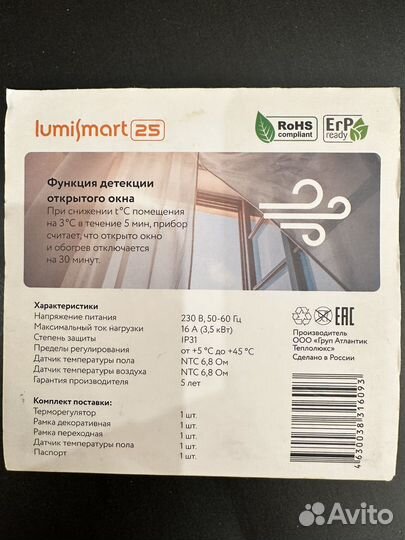 lumiSmart 25
RoHS
compliant
ErP
ready
Функция детекции
открытого окна
При снижении t°C помещения
на 3°C в течение 5 мин, прибор
считает, что открыто окно
и обогрев отключается
на 30 минут.
Характеристики
Напряжение питания 230 В, 50-60 Гц
Максимальный ток нагрузки 16 А (3,5 кВт)
Степень защиты IP31
Пределы регулирования от +5 °C до +45 °C
Датчик температуры пола NTC 6,8 Ом
Датчик температуры воздуха NTC 6,8 Ом
Гарантия производителя 5 лет
EAC
Производитель
ООО «Груп Атлантик
Теплолюкс»
Сделано в России
Комплект поставки:
Терморегулятор 1 шт.
Рамка декоративная 1 шт.
Рамка переходная 1 шт.
Датчик температуры пола 1 шт.
Паспорт 1 шт.
4630038316093
Avito